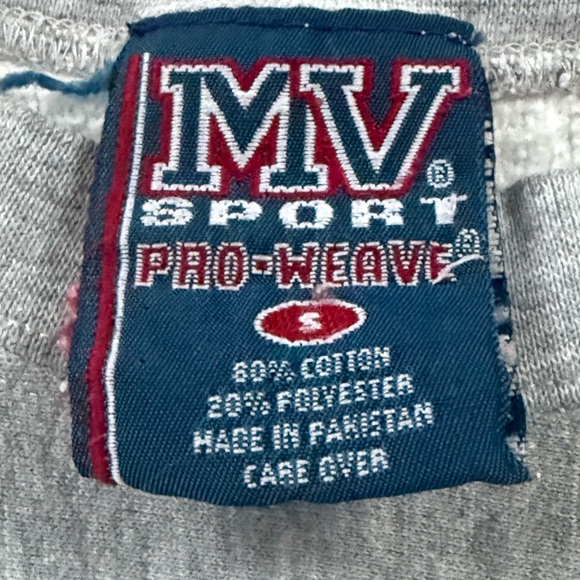 MV®
SPORT
PRO-WEAVE®
S
80% COTTON
20% POLYESTER
MADE IN PAKISTAN
CARE OVER